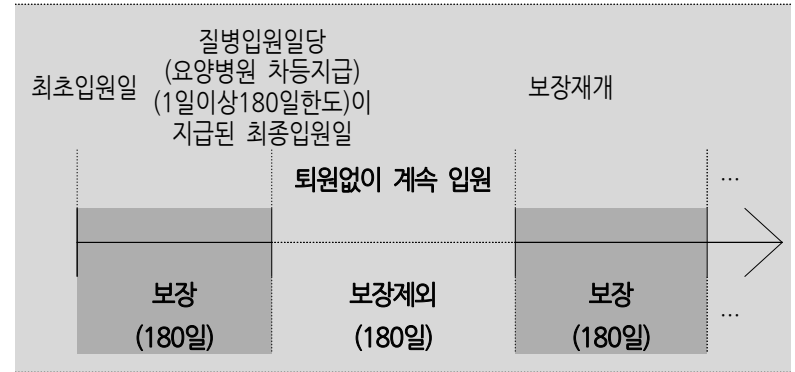 최초입원일
질병입원일당
(요양병원 차등지급)
(1일이상180일한도)이
지급된 최종입원일
보장재개
퇴원없이 계속 입원
…
보장
(180일)
보장제외
(180일)
보장
(180일)
…